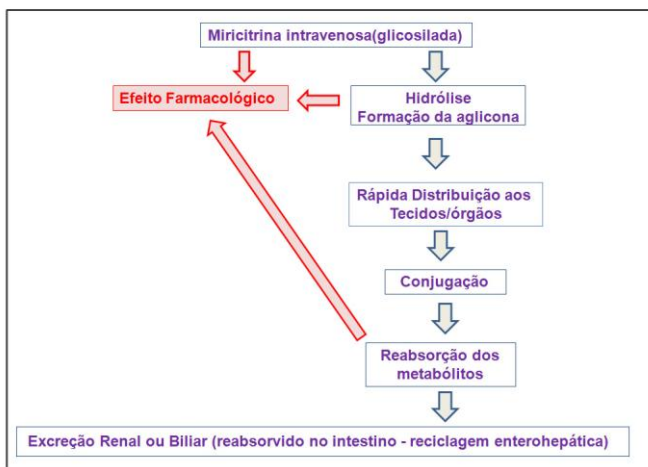 Miricitrina intravenosa(glicosilada)
Efeito Farmacológico
Hidrólise
Formação da aglicona
Rápida Distribuição aos
Tecidos/órgãos
Conjugação
Reabsorção dos
metabólitos
Excreção Renal ou Biliar (reabsorvido no intestino - reciclagem enterohepática)